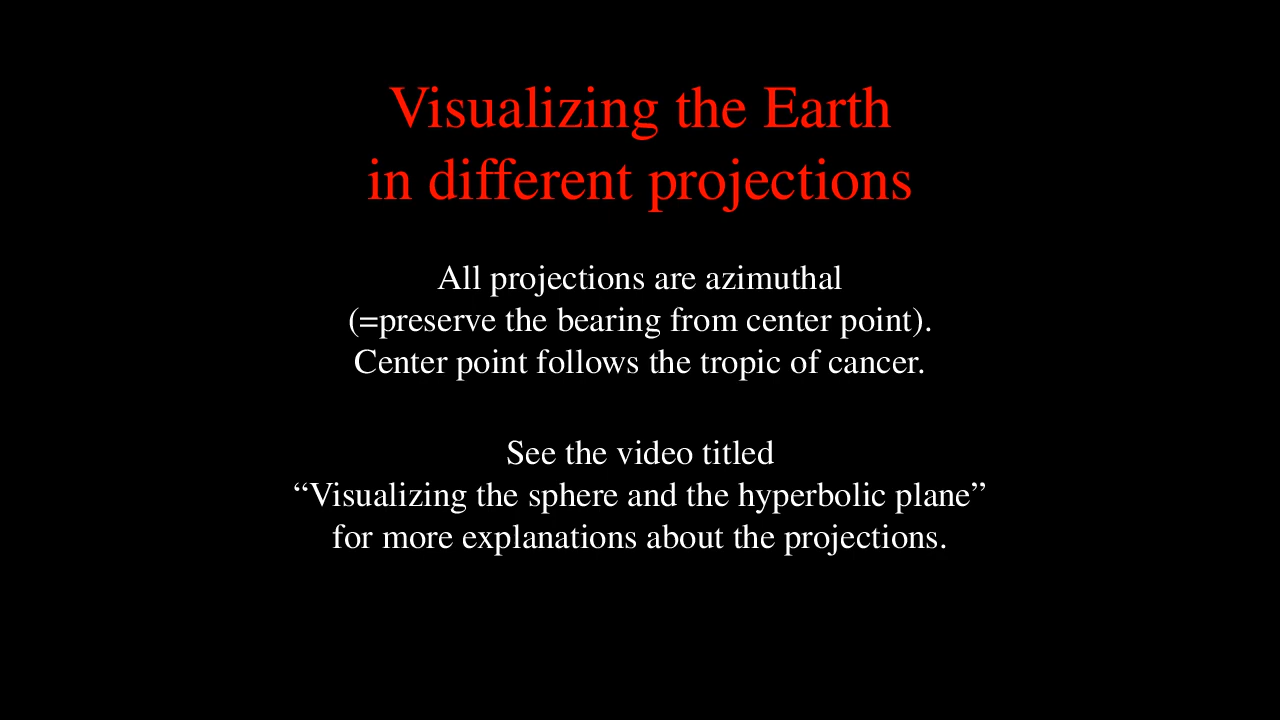 Visualizing the Earth
in different projections
All projections are azimuthal
(=preserve the bearing from center point).
Center point follows the tropic of cancer.
See the video titled
“Visualizing the sphere and the hyperbolic plane”
for more explanations about the projections.